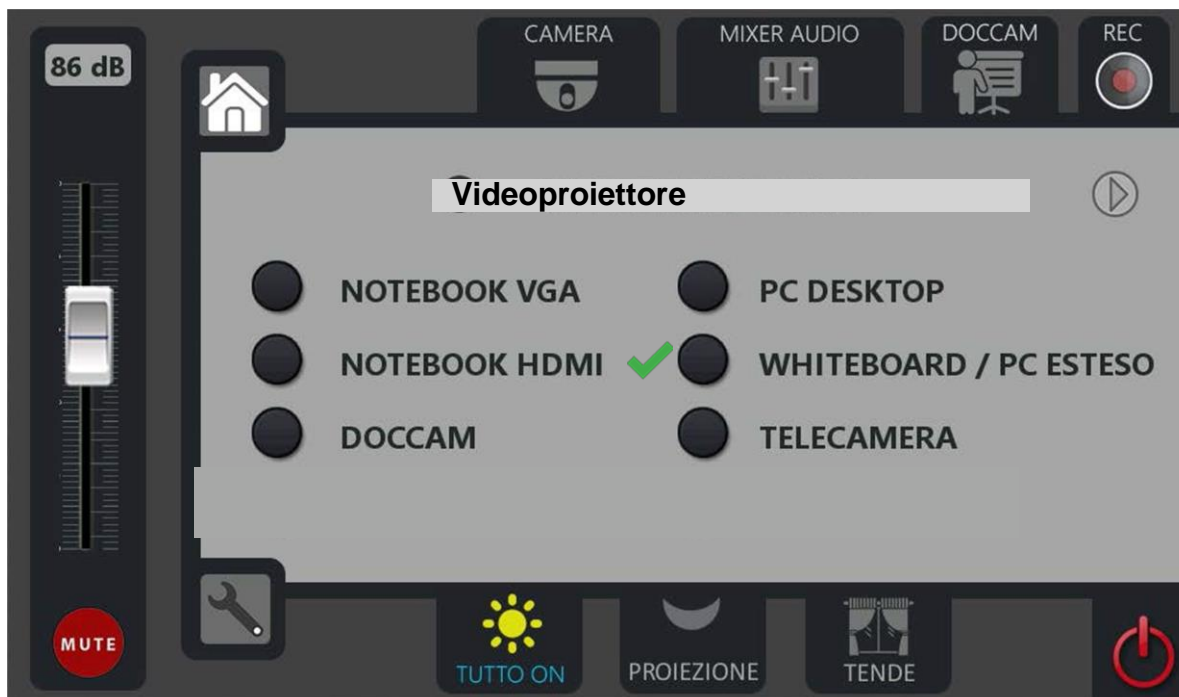 CAMERA
MIXER AUDIO
DOCCAM
REC
86 dB
Videoproiettore
NOTEBOOK VGA
PC DESKTOP
NOTEBOOK HDMI
WHITEBOARD / PC ESTESO
DOCCAM
TELECAMERA
MUTE
TUTTO ON
PROIEZIONE
TENDE